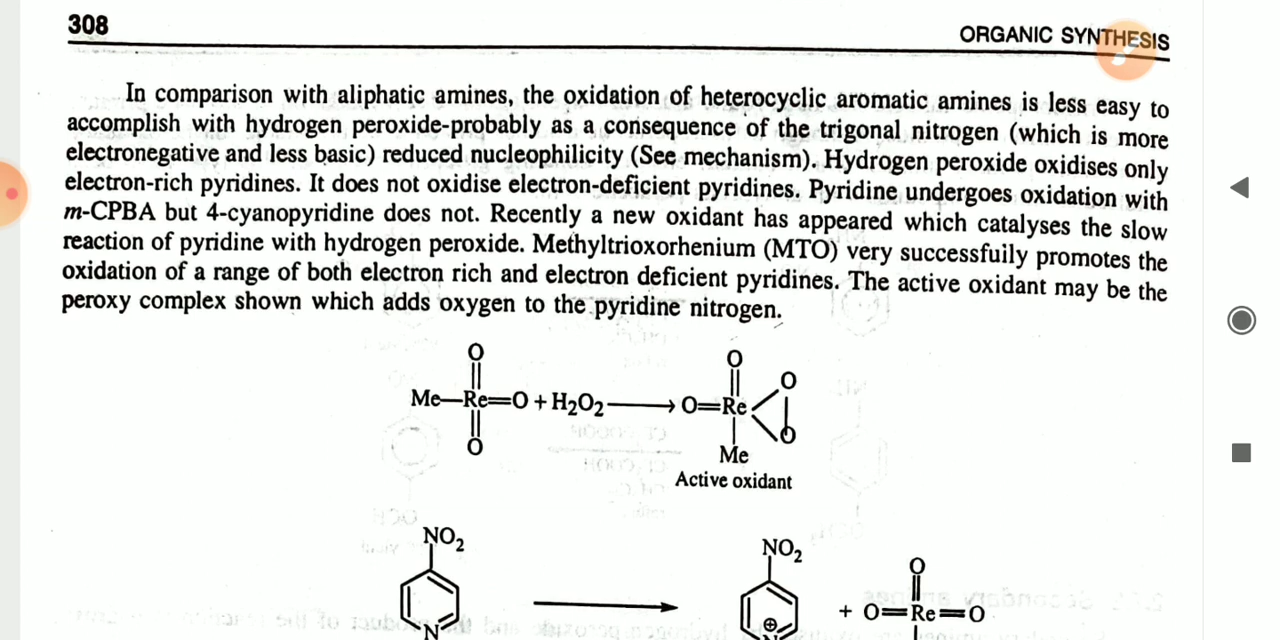 308
ORGANIC SYNTHESIS
In comparison with aliphatic amines, the oxidation of heterocyclic aromatic amines is less easy to
accomplish with hydrogen peroxide-probably as a consequence of the trigonal nitrogen (which is more
electronegative and less basic) reduced nucleophilicity (See mechanism). Hydrogen peroxide oxidises only
electron-rich pyridines. It does not oxidise electron-deficient pyridines. Pyridine undergoes oxidation with
m-CPBA but 4-cyanopyridine does not. Recently a new oxidant has appeared which catalyses the slow
reaction of pyridine with hydrogen peroxide. Methyltrioxorhenium (MTO) very successfuily promotes the
oxidation of a range of both electron rich and electron deficient pyridines. The active oxidant may be the
peroxy complex shown which adds oxygen to the pyridine nitrogen.
O
O
O
Me—Re=O + H₂O₂ ⟶ O=Re
O
O
Me
Active oxidant
NO₂
NO₂
O
+ O=Re=O
N
⊕